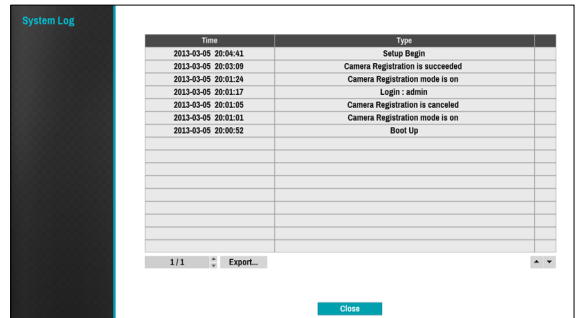 System Log
Time Type
2013-03-05 20:04:41 Setup Begin
2013-03-05 20:03:09 Camera Registration is succeeded
2013-03-05 20:01:24 Camera Registration mode is on
2013-03-05 20:01:17 Login : admin
2013-03-05 20:01:05 Camera Registration is canceled
2013-03-05 20:01:01 Camera Registration mode is on
2013-03-05 20:00:52 Boot Up
1 / 1 Export...
Close